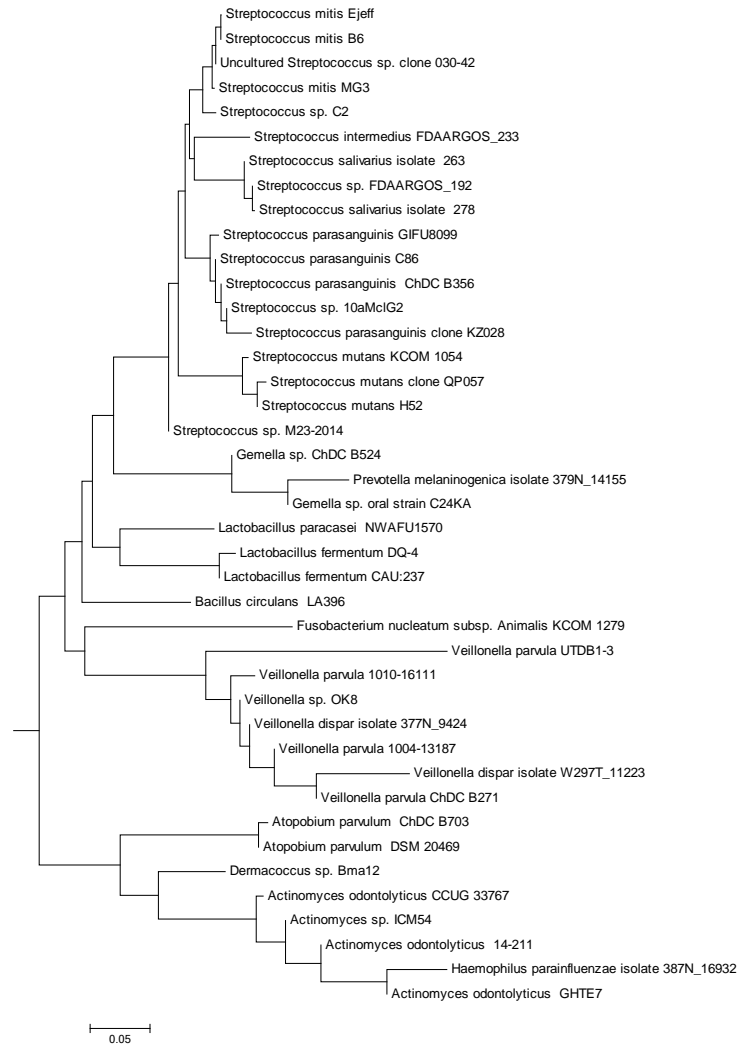 Streptococcus mitis Ejeff
Streptococcus mitis B6
Uncultured Streptococcus sp. clone 030-42
Streptococcus mitis MG3
Streptococcus sp. C2
Streptococcus intermedius FDAARGOS_233
Streptococcus salivarius isolate 263
Streptococcus sp. FDAARGOS_192
Streptococcus salivarius isolate 278
Streptococcus parasanguinis GIFU8099
Streptococcus parasanguinis C86
Streptococcus parasanguinis ChDC B356
Streptococcus sp. 10aMclG2
Streptococcus parasanguinis clone KZ028
Streptococcus mutans KCOM 1054
Streptococcus mutans clone QP057
Streptococcus mutans H52
Streptococcus sp. M23-2014
Gemella sp. ChDC B524
Prevotella melaninogenica isolate 379N_14155
Gemella sp. oral strain C24KA
Lactobacillus paracasei NWAFU1570
Lactobacillus fermentum DQ-4
Lactobacillus fermentum CAU:237
Bacillus circulans LA396
Fusobacterium nucleatum subsp. Animalis KCOM 1279
Veillonella parvula UTDB1-3
Veillonella parvula 1010-16111
Veillonella sp. OK8
Veillonella dispar isolate 377N_9424
Veillonella parvula 1004-13187
Veillonella dispar isolate W297T_11223
Veillonella parvula ChDC B271
Atopobium parvulum ChDC B703
Atopobium parvulum DSM 20469
Dermacoccus sp. Bma12
Actinomyces odontolyticus CCUG 33767
Actinomyces sp. ICM54
Actinomyces odontolyticus 14-211
Haemophilus parainfluenzae isolate 387N_16932
Actinomyces odontolyticus GHTE7
0.05